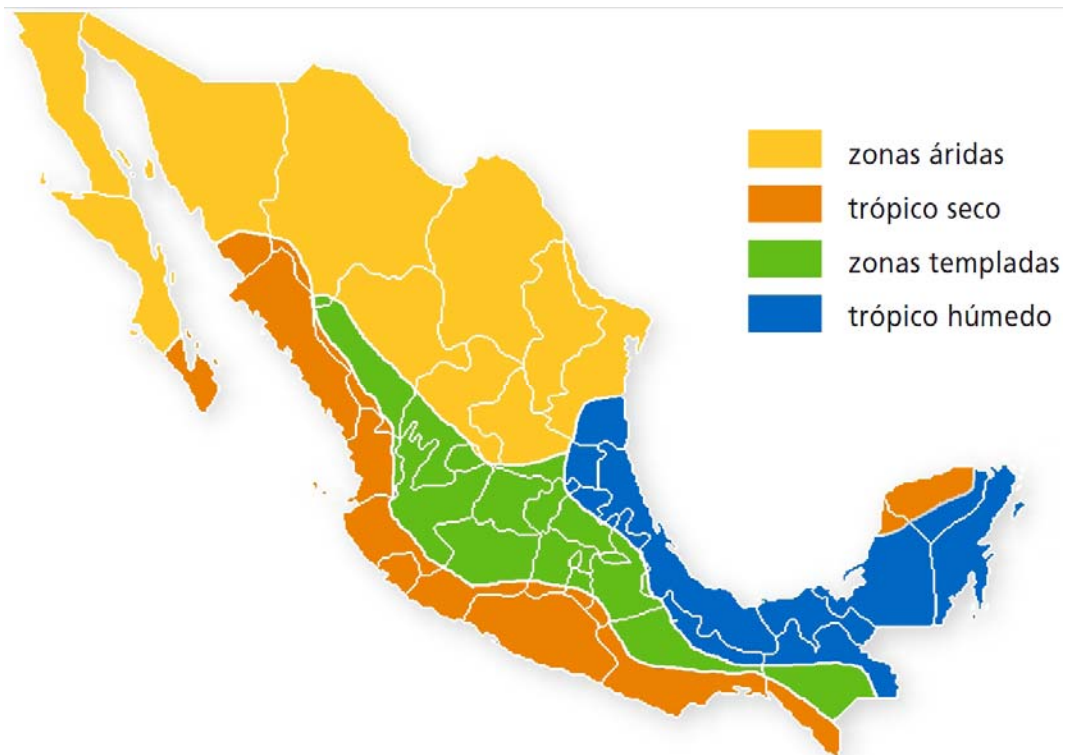 zonas áridas
trópico seco
zonas templadas
trópico húmedo